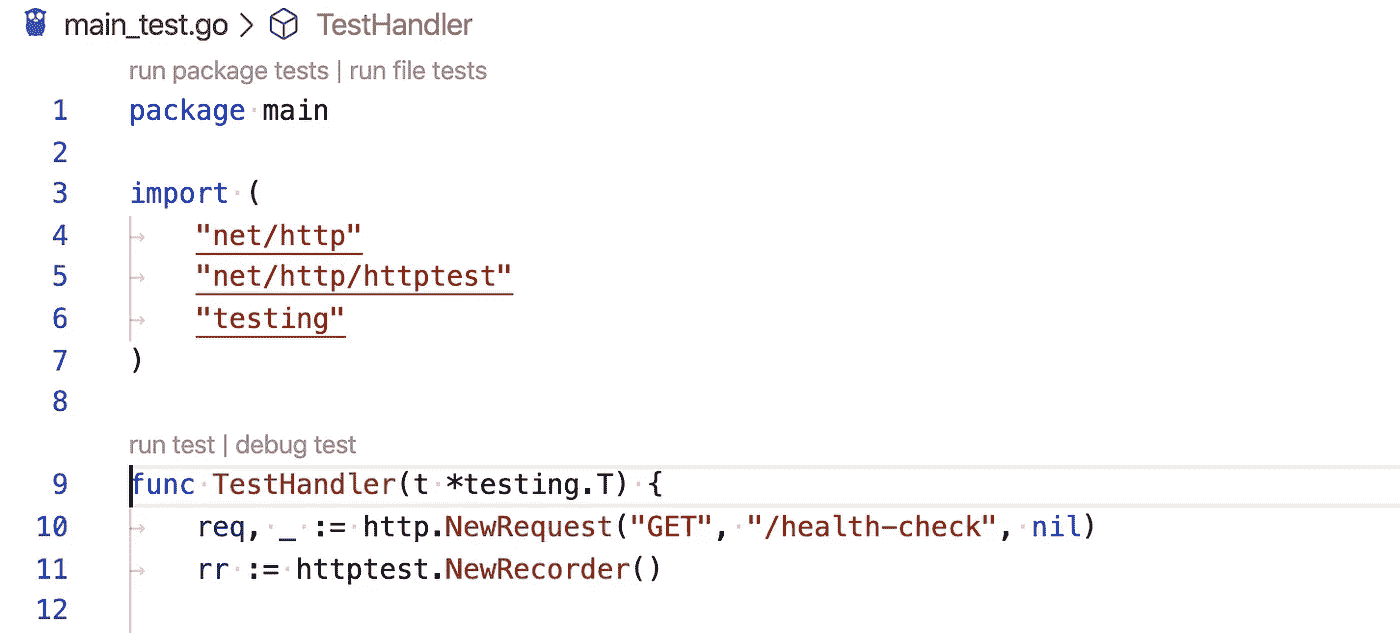 main_test.go > TestHandler
run package tests | run file tests
1 package main
2
3 import (
4 "net/http"
5 "net/http/httptest"
6 "testing"
7 )
8
run test | debug test
9 func TestHandler(t *testing.T) {
10 req, _ := http.NewRequest("GET", "/health-check", nil)
11 rr := httptest.NewRecorder()
12